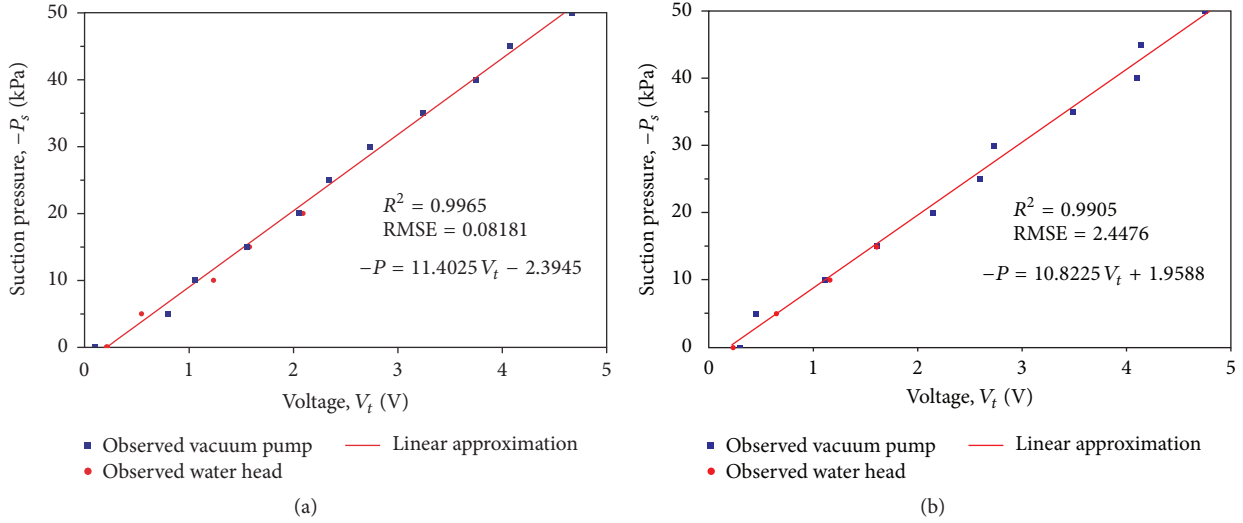 50
40
30
20
10
0
Suction pressure, −P_s (kPa)
R² = 0.9965
RMSE = 0.08181
−P = 11.4025 V_t − 2.3945
0 1 2 3 4 5
Voltage, V_t (V)
Observed vacuum pump
Linear approximation
Observed water head
(a)
50
40
30
20
10
0
Suction pressure, −P_s (kPa)
R² = 0.9905
RMSE = 2.4476
−P = 10.8225 V_t + 1.9588
0 1 2 3 4 5
Voltage, V_t (V)
Observed vacuum pump
Linear approximation
Observed water head
(b)